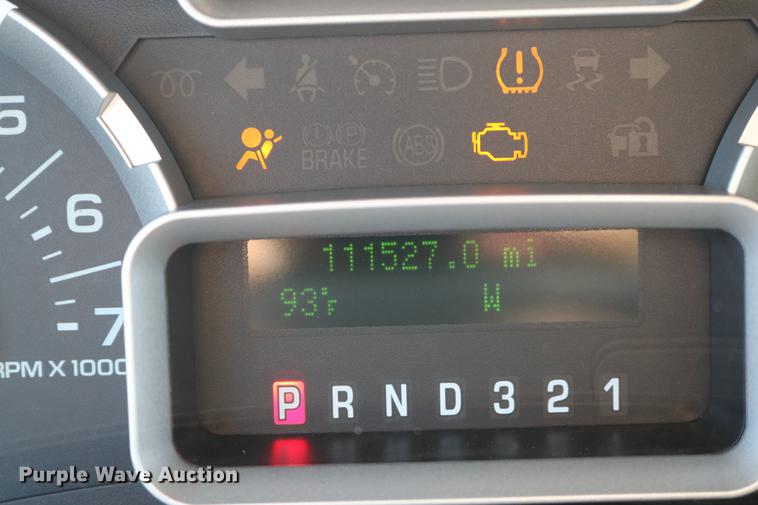 5
6
7
RPM X 1000
BRAKE
ABS
111527.0 mi
93°F W
P R N D 3 2 1
Purple Wave Auction